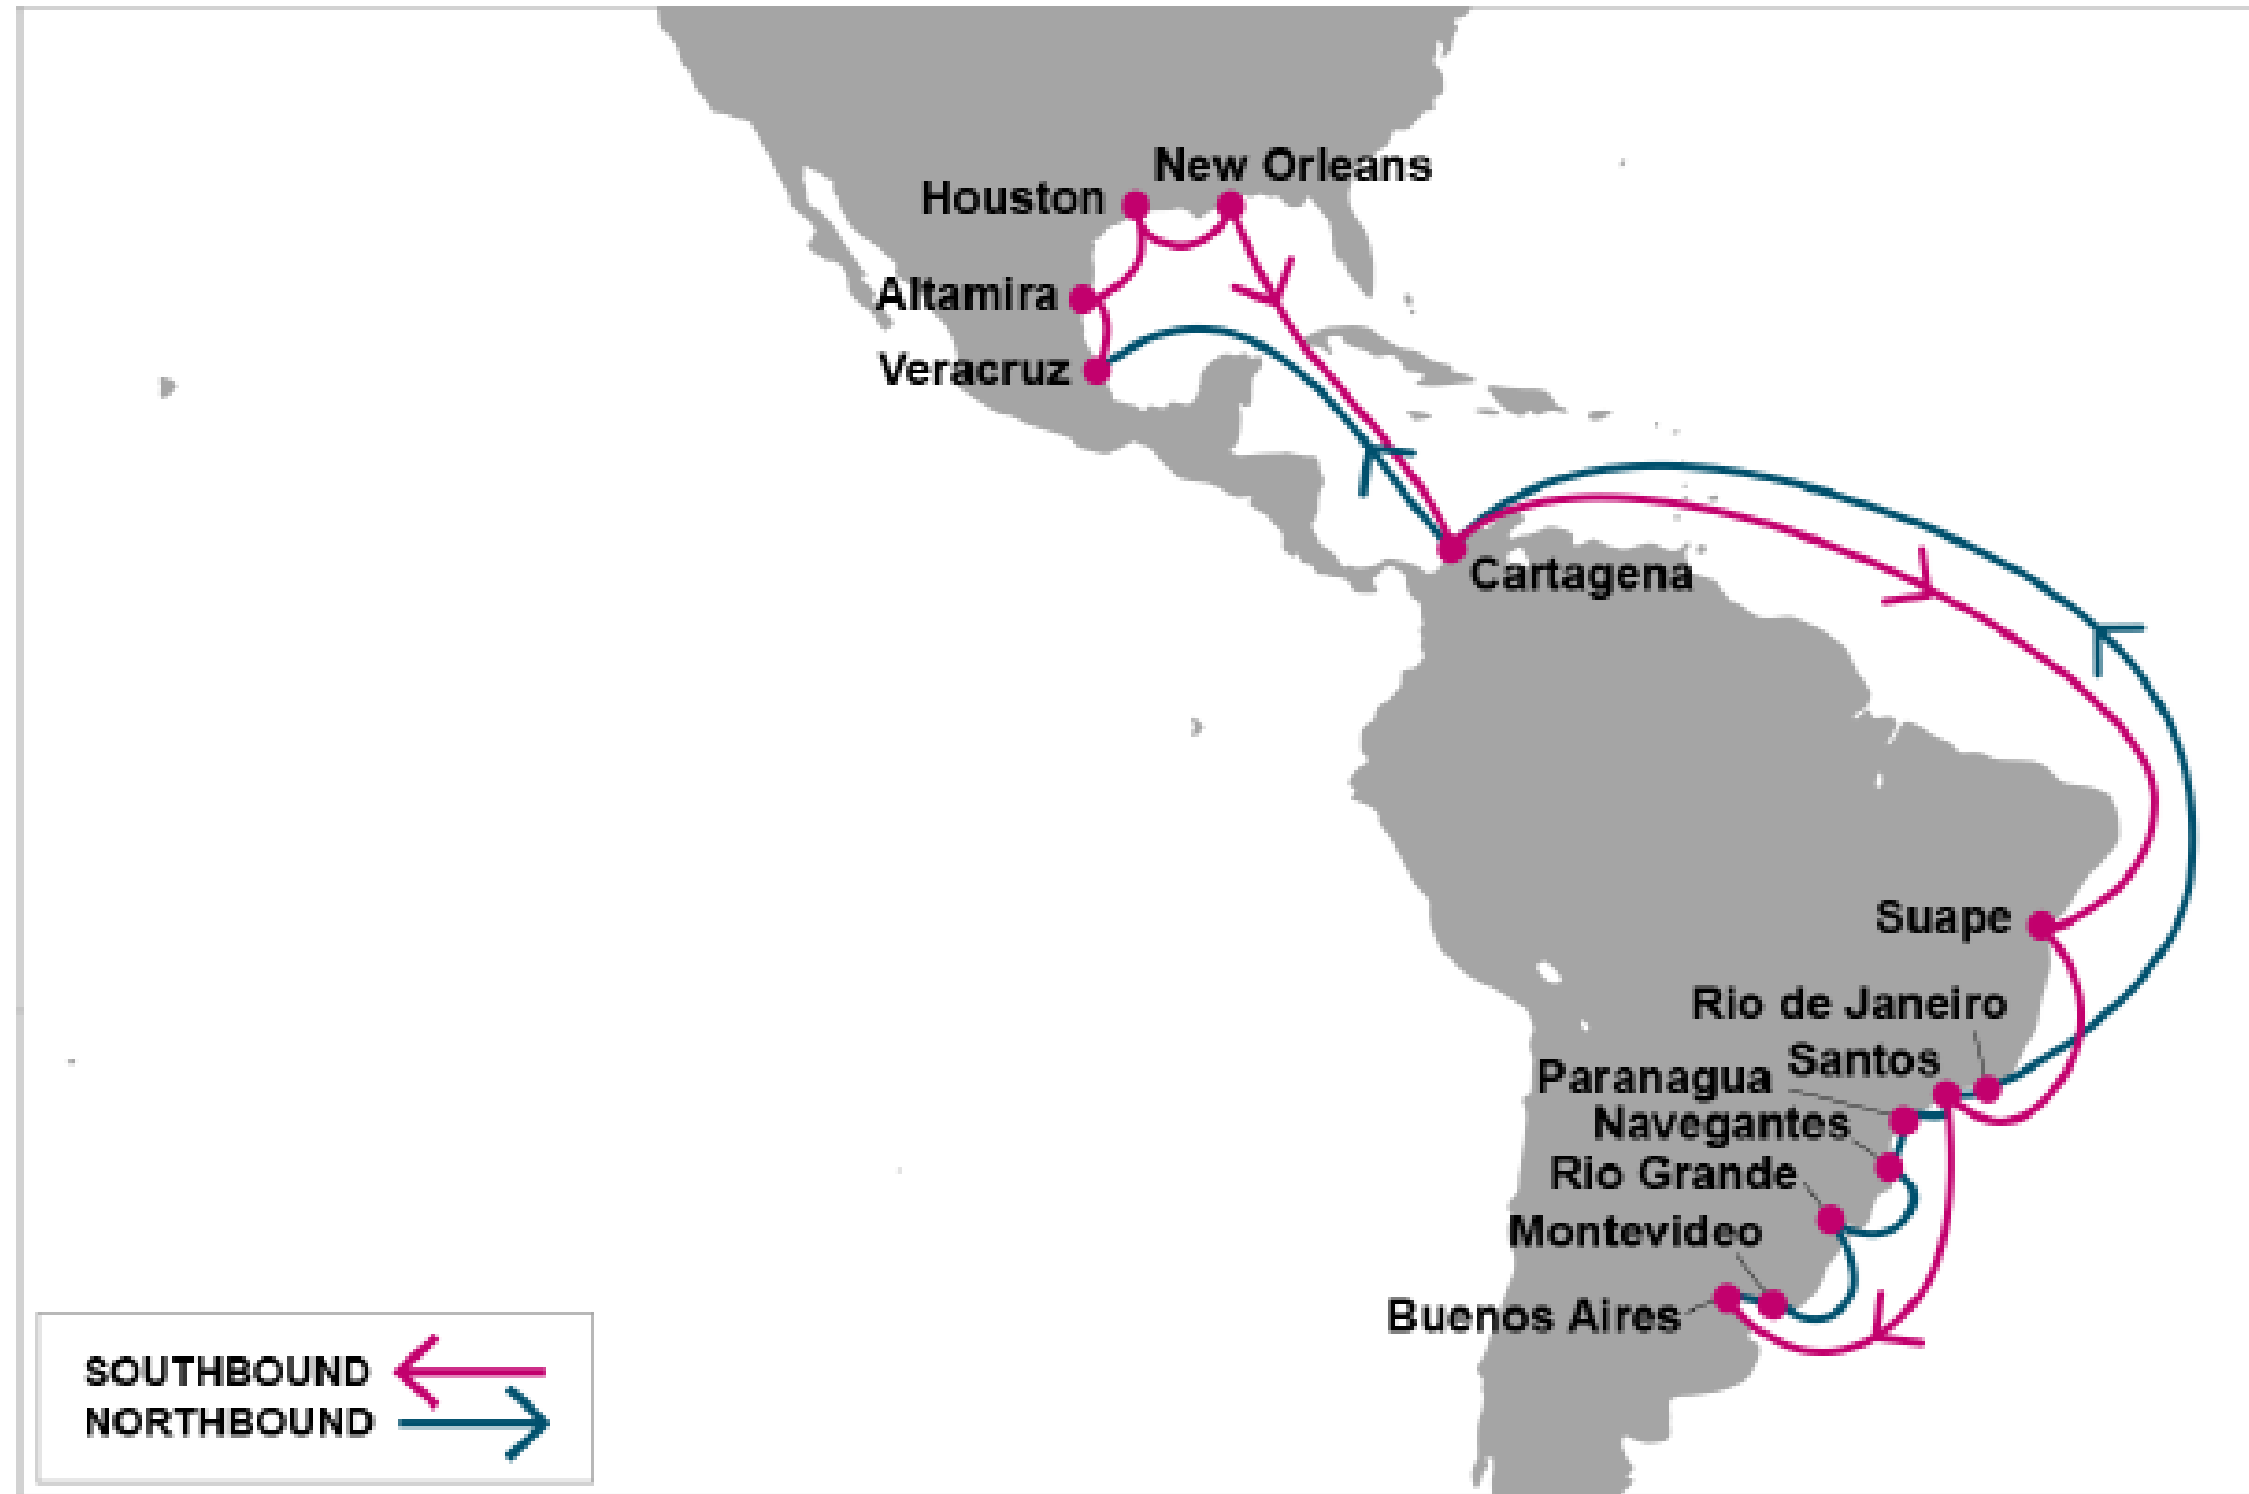 New Orleans
Houston
Altamira
Veracruz
Cartagena
Suape
Rio de Janeiro
Santos
Paranagua
Navegantes
Rio Grande
Montevideo
Buenos Aires
SOUTHBOUND
NORTHBOUND